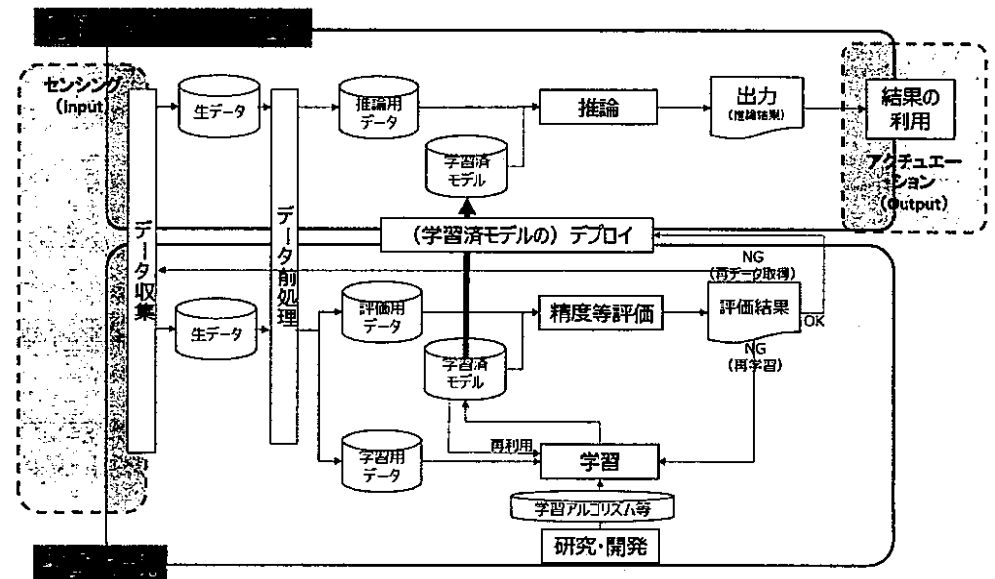 センシング
(Input)
生データ
推論用
データ
推論
出力
(推論結果)
結果の
利用
学習済
モデル
アクチュエー
ション
(Output)
データ収集
データ前処理
(学習済モデルの)デプロイ
NG
(再データ取得)
生データ
評価用
データ
精度等評価
評価結果
OK
NG
(再学習)
学習済
モデル
再利用
学習用
データ
学習
学習アルゴリズム等
研究・開発